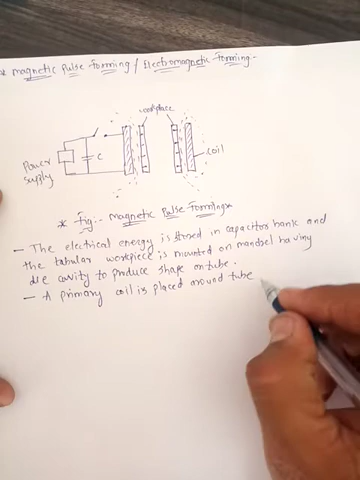 * Magnetic Pulse Forming / Electromagnetic Forming :-
workpiece
Power
supply
C
coil
* Fig:- Magnetic Pulse Forming *
- The electrical energy is stored in capacitor bank and
the tabular workpiece is mounted on mandrel having
die cavity to produce shape on tube.
- A primary coil is placed around tube